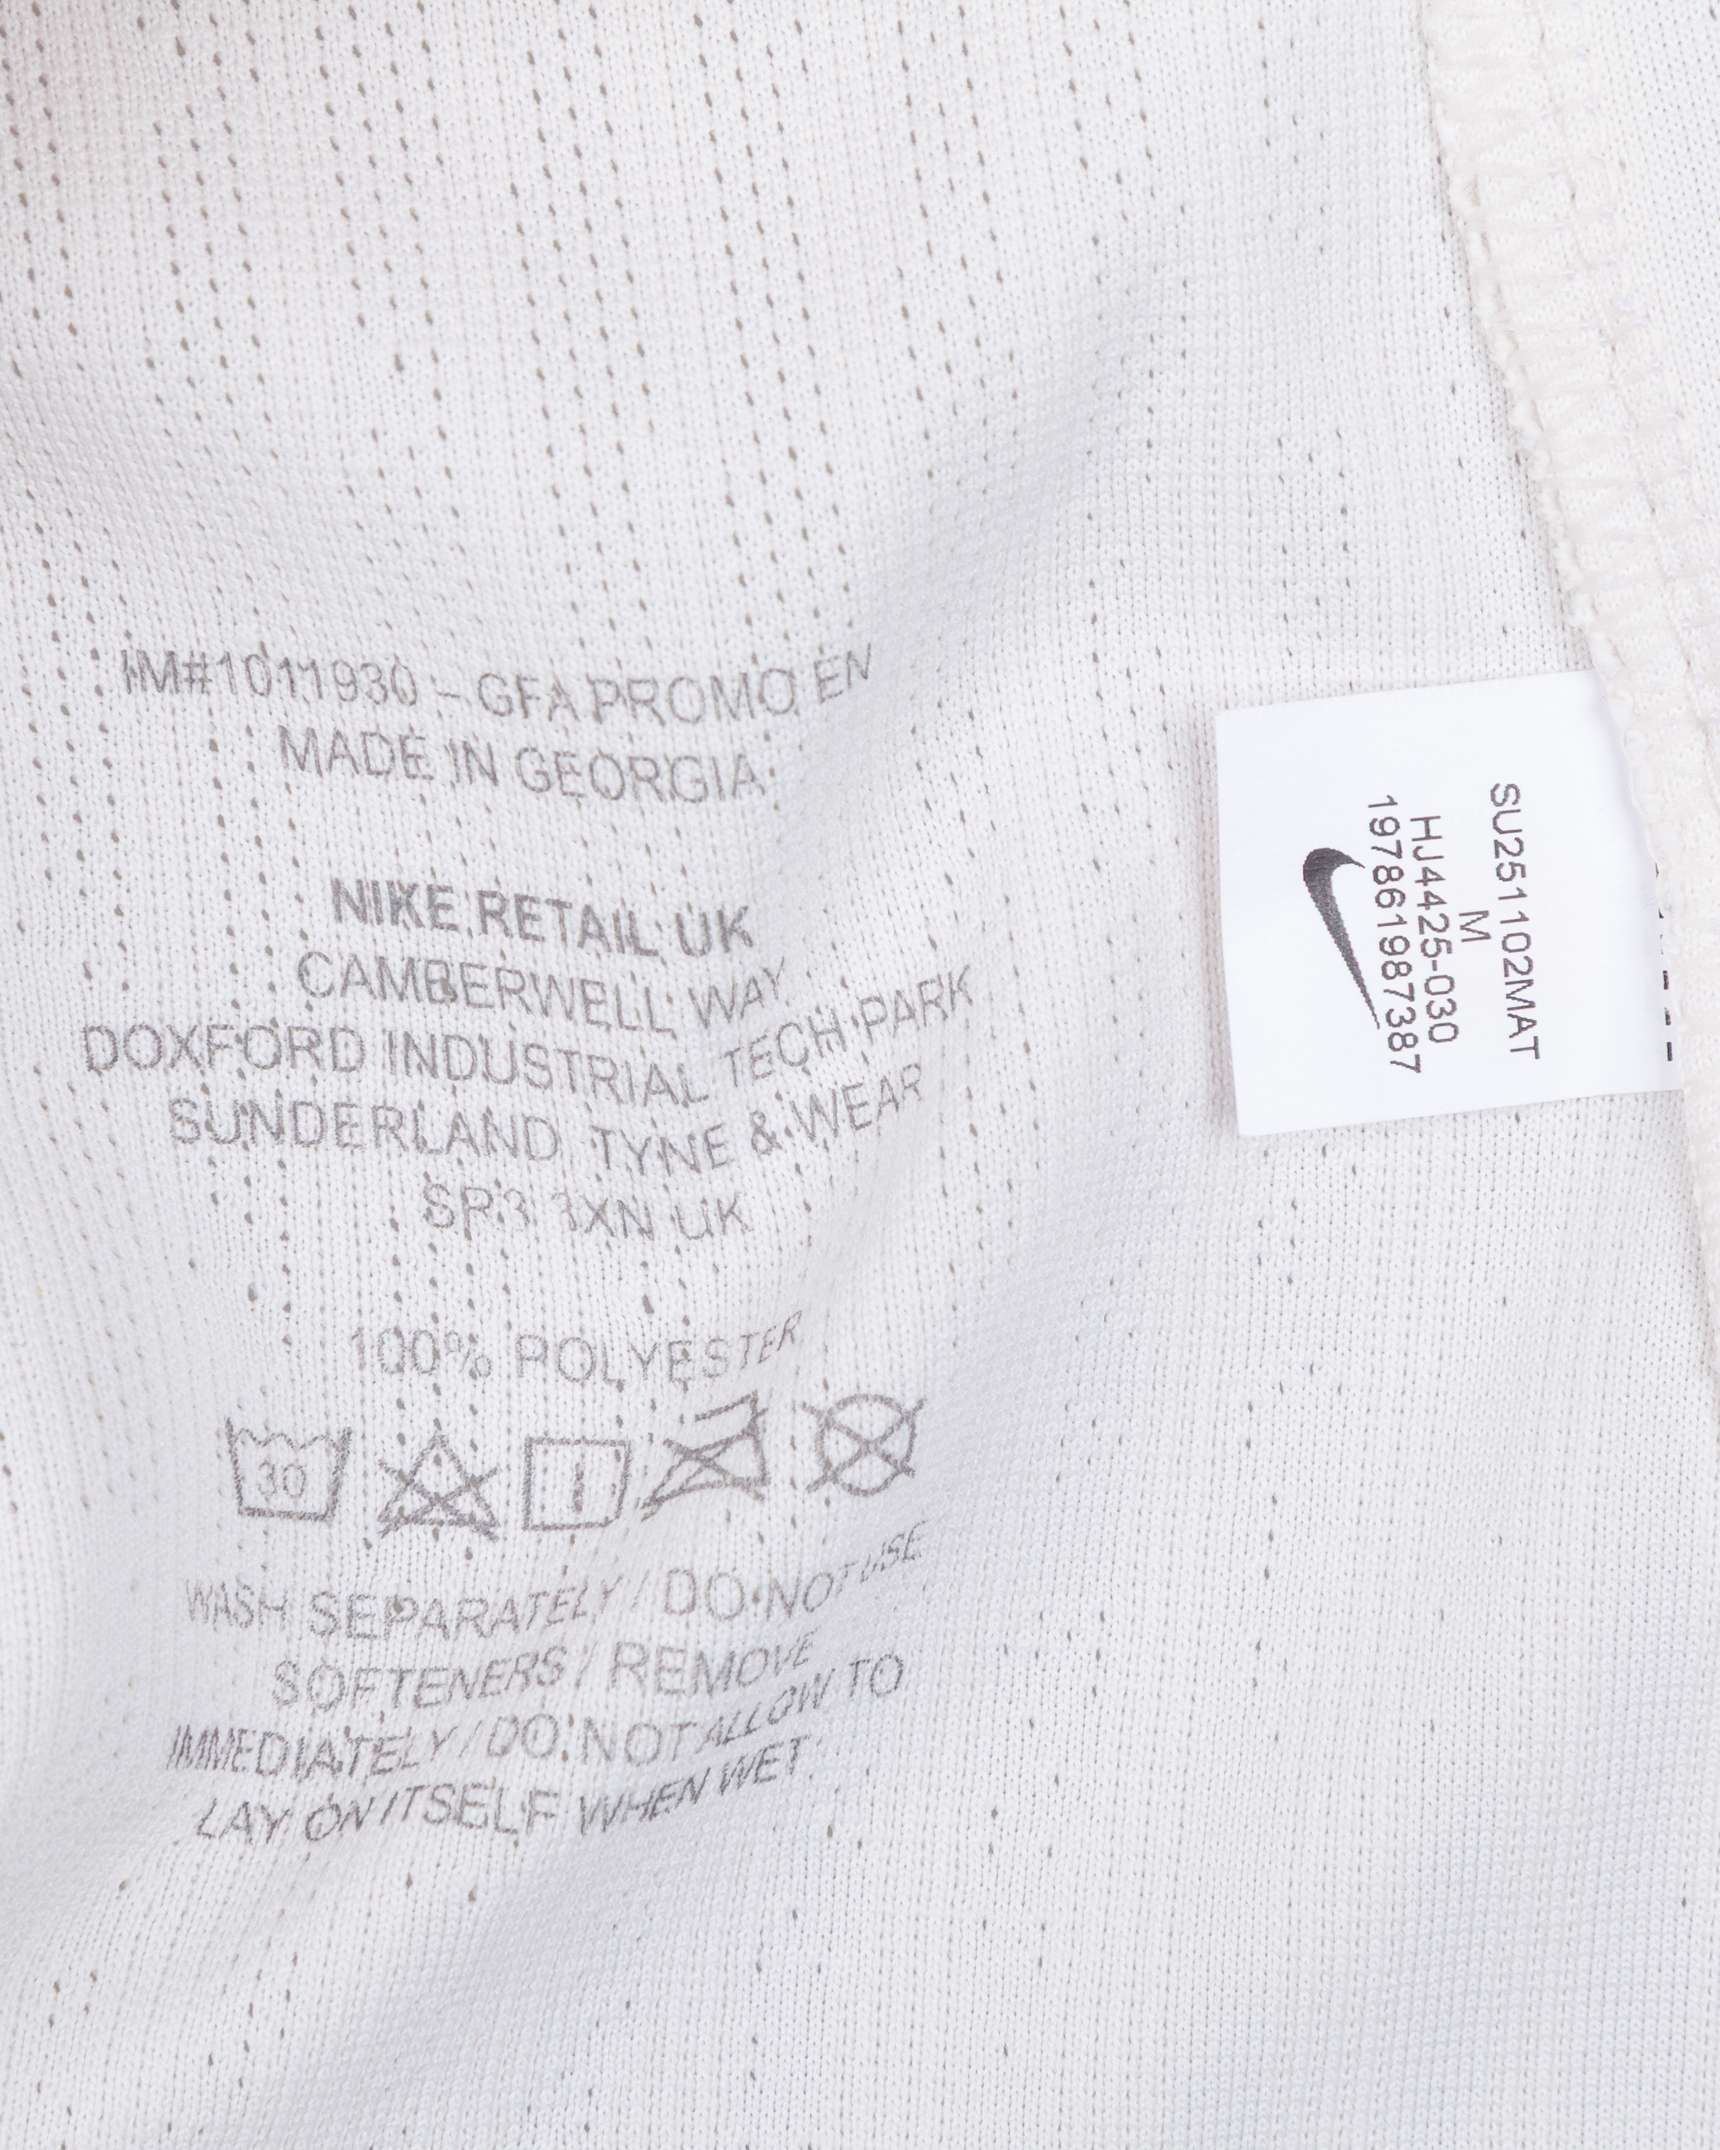 IM#1011930 – GFA PROMO EN
MADE IN GEORGIA
NIKE RETAIL UK
CAMBERWELL WAY
DOXFORD INDUSTRIAL TECH PARK
SUNDERLAND TYNE & WEAR
SR3 3XN UK
100% POLYESTER
30
WASH SEPARATELY / DO NOT USE
SOFTENERS / REMOVE
IMMEDIATELY / DO NOT ALLOW TO
LAY ON ITSELF WHEN WET
SU251102MAT
M
HJ4425-030
197861987387